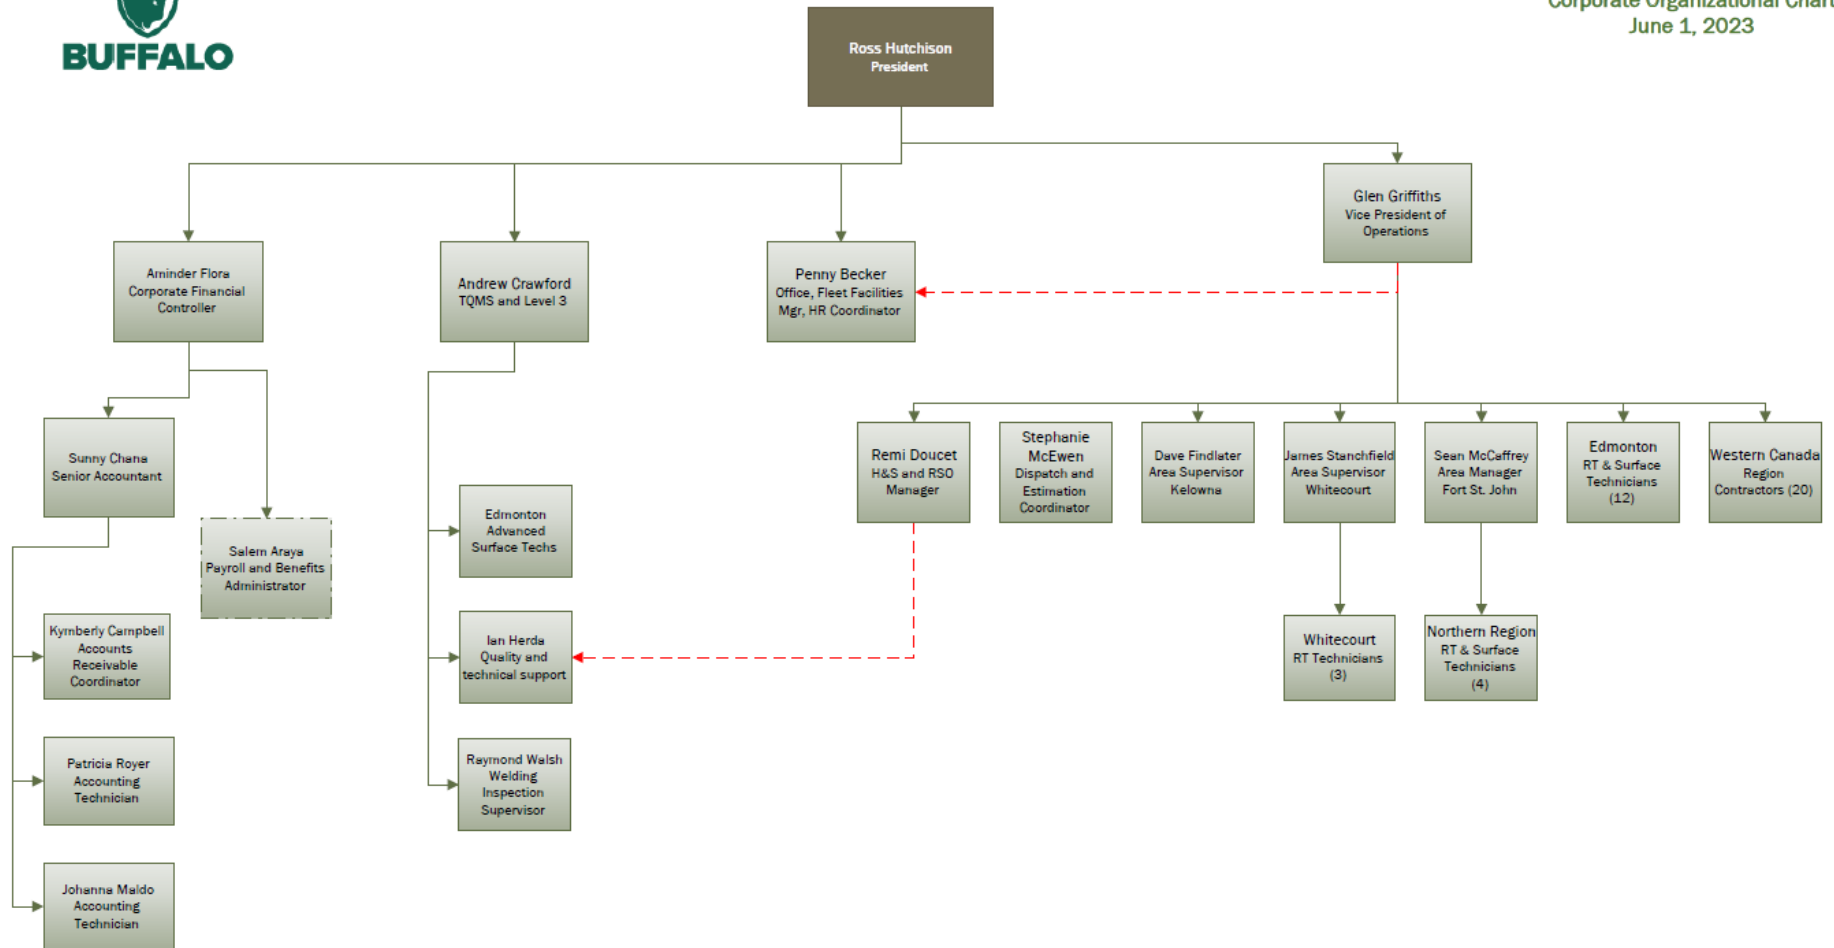 BUFFALO
Corporate Organizational Chart
June 1, 2023
Ross Hutchison
President
Glen Griffiths
Vice President of
Operations
Aminder Flora
Corporate Financial
Controller
Andrew Crawford
TQMS and Level 3
Penny Becker
Office, Fleet Facilities
Mgr, HR Coordinator
Sunny Chana
Senior Accountant
Salem Araya
Payroll and Benefits
Administrator
Kymberly Campbell
Accounts
Receivable
Coordinator
Patricia Royer
Accounting
Technician
Johanna Maldo
Accounting
Technician
Edmonton
Advanced
Surface Techs
Ian Herda
Quality and
technical support
Raymond Walsh
Welding
Inspection
Supervisor
Remi Doucet
H&S and RSO
Manager
Stephanie
McEwen
Dispatch and
Estimation
Coordinator
Dave Findlater
Area Supervisor
Kelowna
James Stanchfield
Area Supervisor
Whitecourt
Sean McCaffrey
Area Manager
Fort St. John
Edmonton
RT & Surface
Technicians
(12)
Western Canada
Region
Contractors (20)
Whitecourt
RT Technicians
(3)
Northern Region
RT & Surface
Technicians
(4)